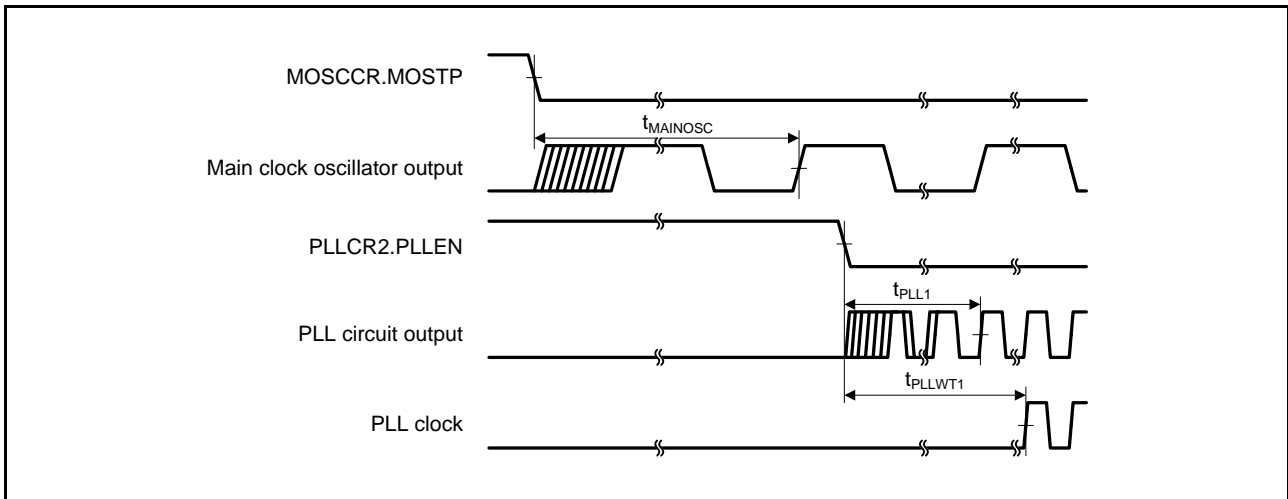 MOSCCR.MOSTP
tMAINOSC
Main clock oscillator output
PLLCR2.PLLEN
tPLL1
PLL circuit output
tPLLWT1
PLL clock